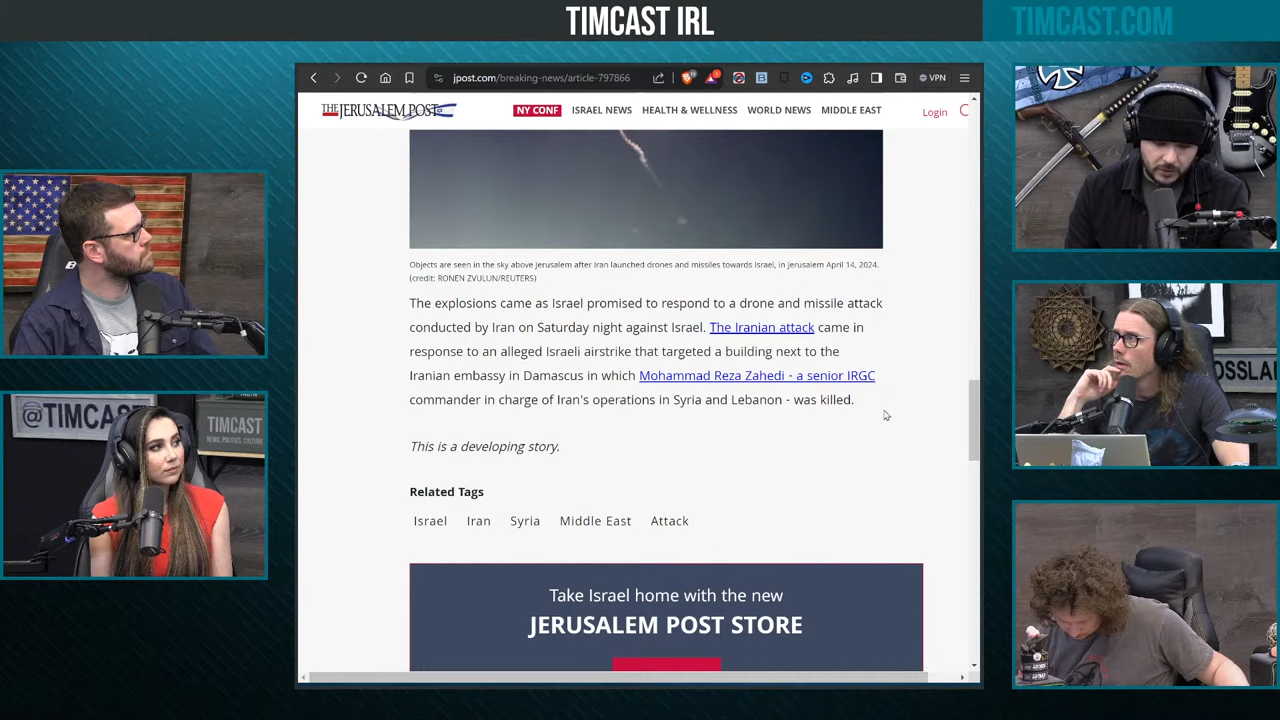 TIMCAST IRL
TIMCAST.COM
jpost.com/breaking-news/article-797866
VPN
THE JERUSALEM POST
NY CONF
ISRAEL NEWS
HEALTH & WELLNESS
WORLD NEWS
MIDDLE EAST
Login
Objects are seen in the sky above Jerusalem after Iran launched drones and missiles towards Israel, in Jerusalem April 14, 2024.
(credit: RONEN ZVULUN/REUTERS)
The explosions came as Israel promised to respond to a drone and missile attack
conducted by Iran on Saturday night against Israel. The Iranian attack came in
response to an alleged Israeli airstrike that targeted a building next to the
Iranian embassy in Damascus in which Mohammad Reza Zahedi - a senior IRGC
commander in charge of Iran's operations in Syria and Lebanon - was killed.
This is a developing story.
Related Tags
Israel
Iran
Syria
Middle East
Attack
Take Israel home with the new
JERUSALEM POST STORE
@TIMCAST
TIMCAST
NEWS, POLITICS, CULTURE